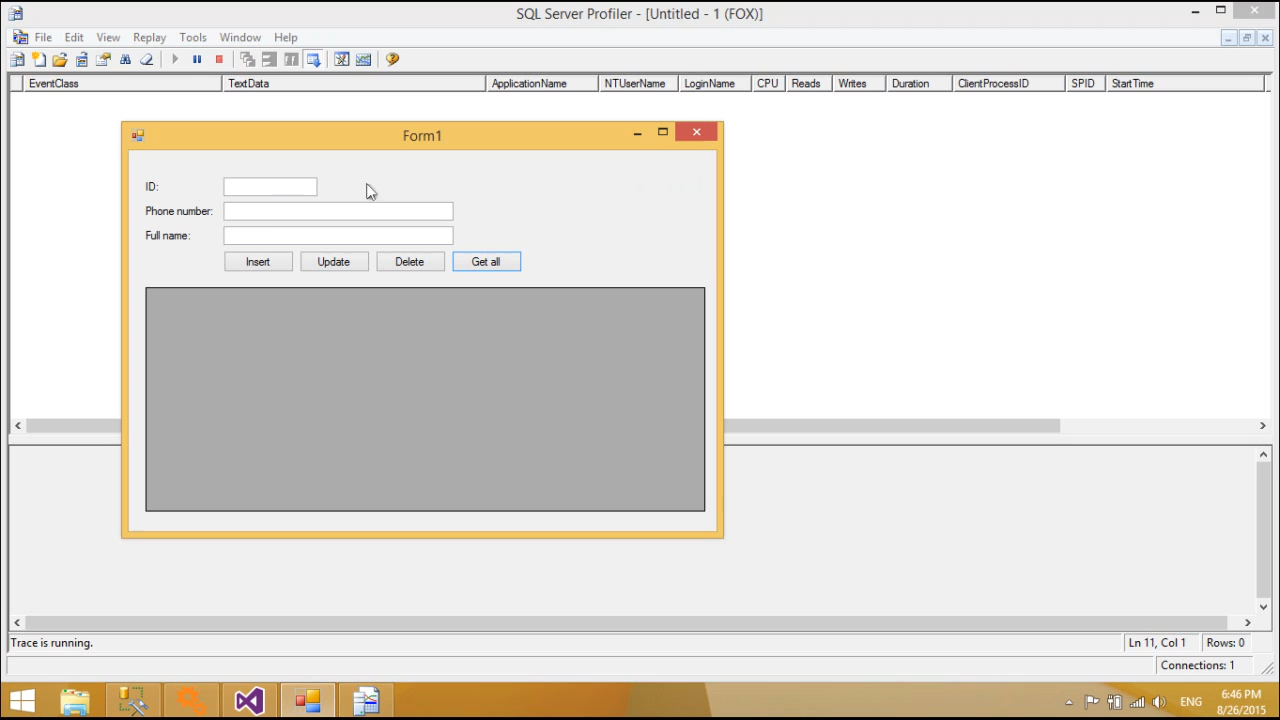 SQL Server Profiler - [Untitled - 1 (FOX)]
File Edit View Replay Tools Window Help
EventClass TextData ApplicationName NTUserName LoginName CPU Reads Writes Duration ClientProcessID SPID StartTime
Form1
ID:
Phone number:
Full name:
Insert Update Delete Get all
Trace is running. Ln 11, Col 1 Rows: 0
Connections: 1
ENG 6:46 PM
8/26/2015